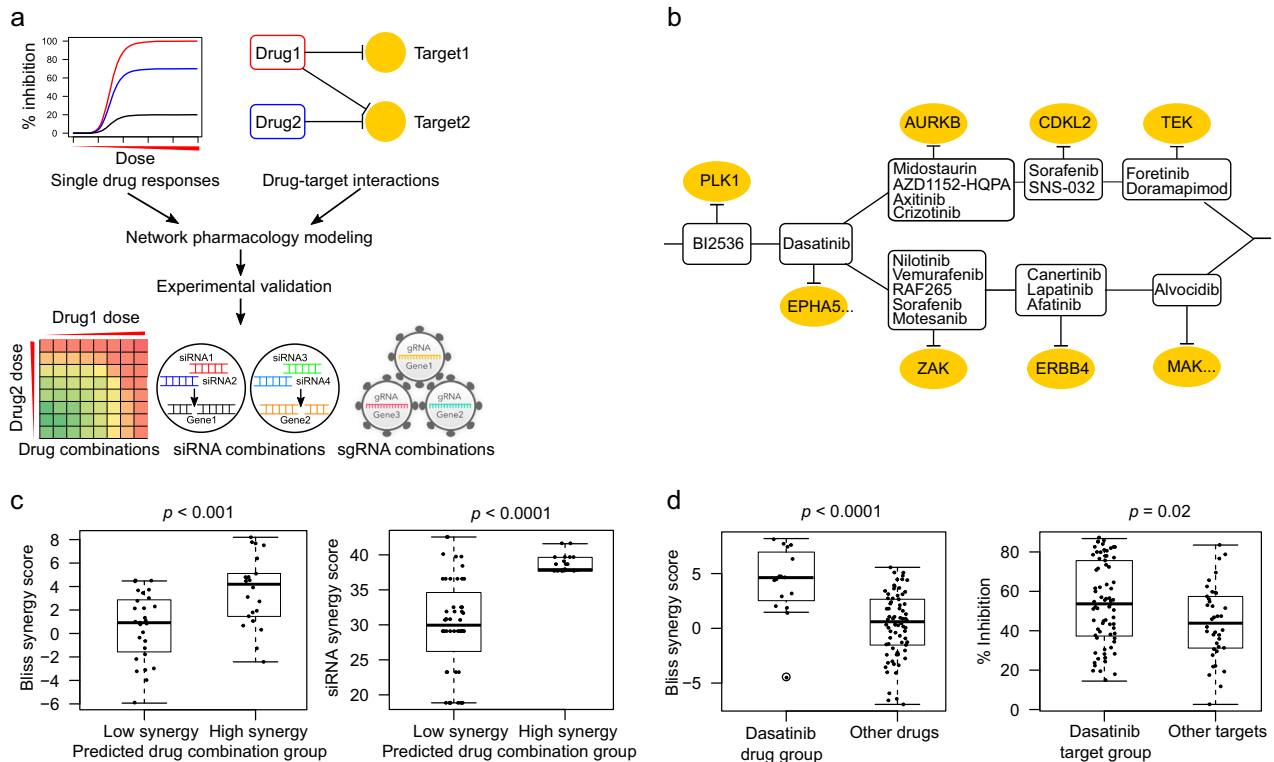 a
% inhibition
100
80
60
40
20
0
Dose
Single drug responses
Drug1
Drug2
Target1
Target2
Drug-target interactions
Network pharmacology modeling
Experimental validation
Drug1 dose
Drug2 dose
Drug combinations
siRNA1
siRNA2
Gene1
siRNA3
siRNA4
Gene2
siRNA combinations
gRNA
Gene1
gRNA
Gene3
gRNA
Gene2
sgRNA combinations
b
PLK1
BI2536
Dasatinib
EPHA5...
AURKB
Midostaurin
AZD1152-HQPA
Axitinib
Crizotinib
CDKL2
Sorafenib
SNS-032
TEK
Foretinib
Doramapimod
Nilotinib
Vemurafenib
RAF265
Sorafenib
Motesanib
ZAK
Canertinib
Lapatinib
Afatinib
ERBB4
Alvocidib
MAK...
c
p < 0.001
Bliss synergy score
8
6
4
2
0
−2
−4
−6
Low synergy
High synergy
Predicted drug combination group
p < 0.0001
siRNA synergy score
40
35
30
25
20
Low synergy
High synergy
Predicted drug combination group
d
p < 0.0001
Bliss synergy score
5
0
−5
Dasatinib
drug group
Other drugs
p = 0.02
% Inhibition
80
60
40
20
0
Dasatinib
target group
Other targets